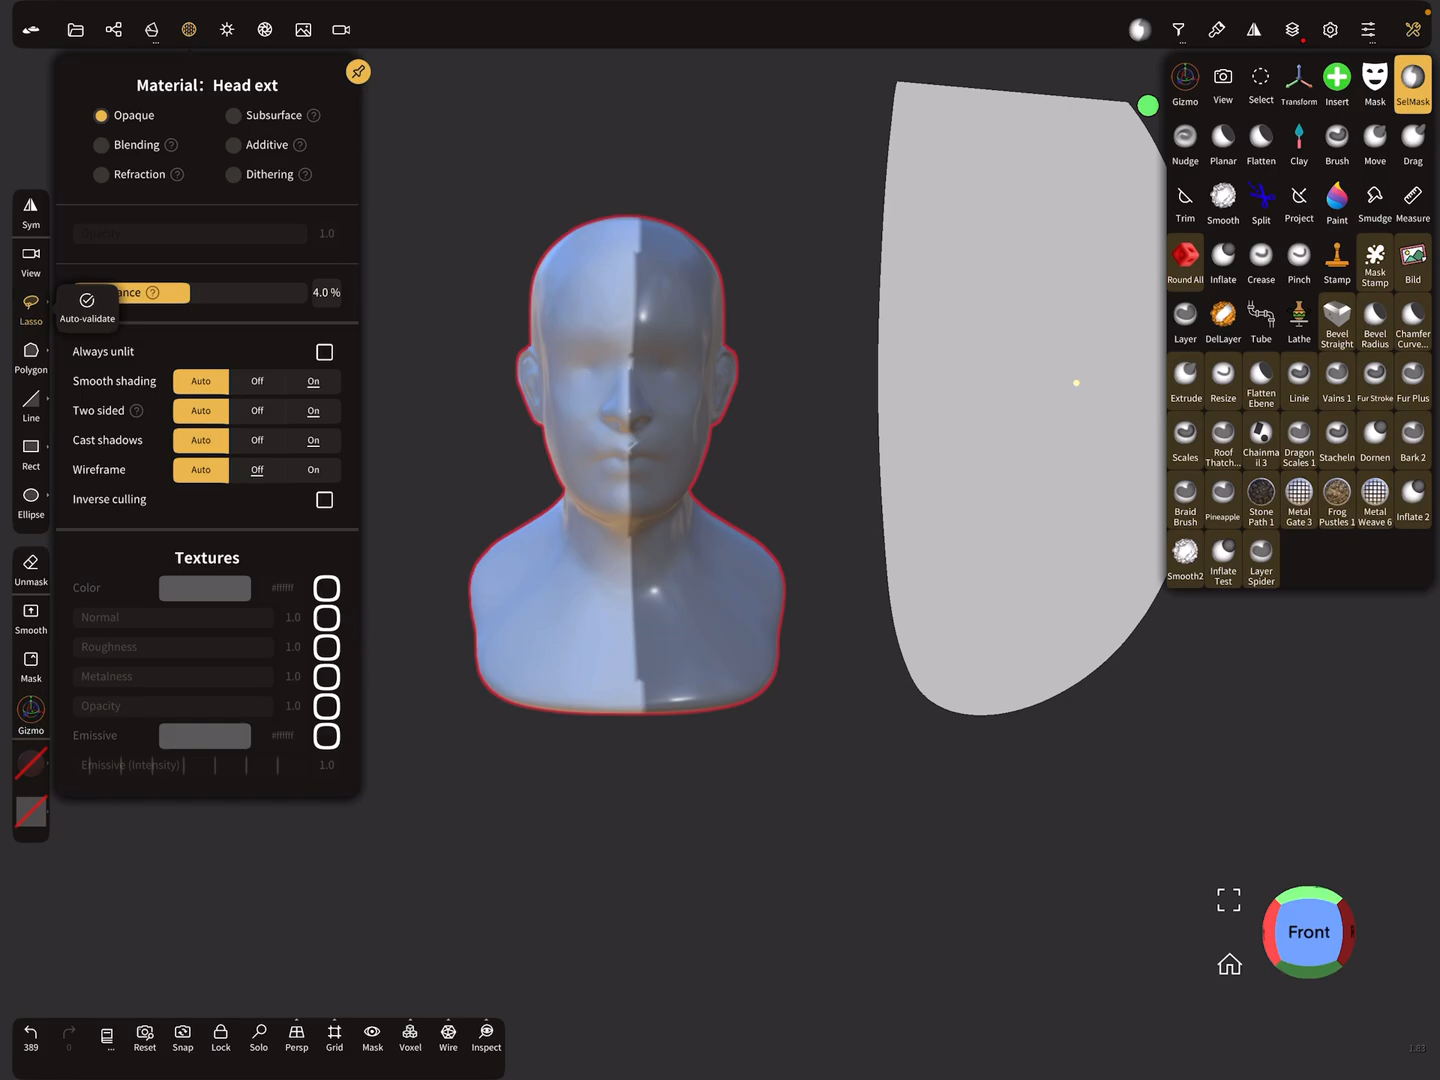 Material: Head ext
Opaque
Subsurface ?
Blending ?
Additive ?
Refraction ?
Dithering ?
Opacity 1.0
ance ? 4.0 %
Auto-validate
Always unlit
Smooth shading Auto Off On
Two sided ? Auto Off On
Cast shadows Auto Off On
Wireframe Auto Off On
Inverse culling
Textures
Color #ffffff
Normal 1.0
Roughness 1.0
Metalness 1.0
Opacity 1.0
Emissive #ffffff
Emissive (Intensity) 1.0
Sym
View
Lasso
Polygon
Line
Rect
Ellipse
Unmask
Smooth
Mask
Gizmo
Gizmo View Select Transform Insert Mask SelMask
Nudge Planar Flatten Clay Brush Move Drag
Trim Smooth Split Project Paint Smudge Measure
Round All Inflate Crease Pinch Stamp Mask Stamp Bild
Layer DeLayer Tube Lathe Bevel Straight Bevel Radius Chamfer Curve...
Extrude Resize Flatten Ebene Linie Vains 1 Fur Stroke Fur Plus
Scales Roof Thatch... Chainma il 3 Dragon Scales 1 Stacheln Dornen Bark 2
Braid Brush Pineapple Stone Path 1 Metal Gate 3 Frog Pustles 1 Metal Weave 6 Inflate 2
Smooth2 Inflate Test Layer Spider
Front
389 0 ... Reset Snap Lock Solo Persp Grid Mask Voxel Wire Inspect
1.83